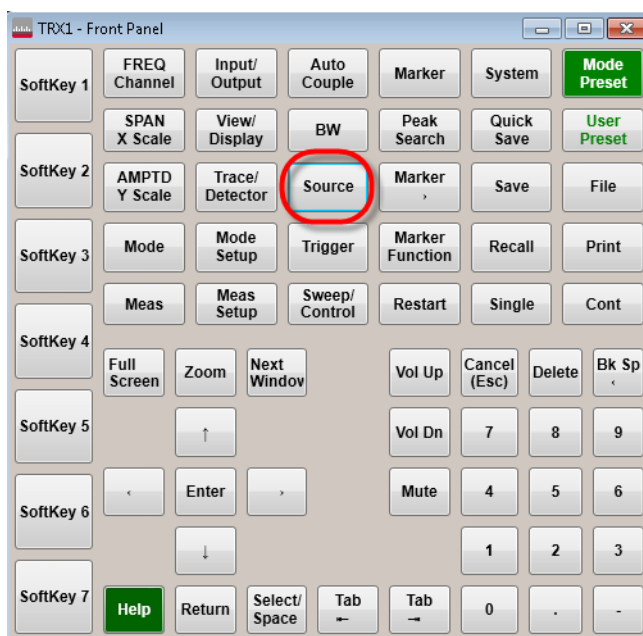 TRX1 - Front Panel
SoftKey 1
FREQ
Channel
Input/
Output
Auto
Couple
Marker
System
Mode
Preset
SPAN
X Scale
View/
Display
BW
Peak
Search
Quick
Save
User
Preset
SoftKey 2
AMPTD
Y Scale
Trace/
Detector
Source
Marker
›
Save
File
SoftKey 3
Mode
Mode
Setup
Trigger
Marker
Function
Recall
Print
Meas
Meas
Setup
Sweep/
Control
Restart
Single
Cont
SoftKey 4
Full
Screen
Zoom
Next
Window
Vol Up
Cancel
(Esc)
Delete
Bk Sp
‹
SoftKey 5
↑
Vol Dn
7
8
9
‹
Enter
›
Mute
4
5
6
SoftKey 6
↓
1
2
3
SoftKey 7
Help
Return
Select/
Space
Tab
⇤
Tab
⇥
0
.
-